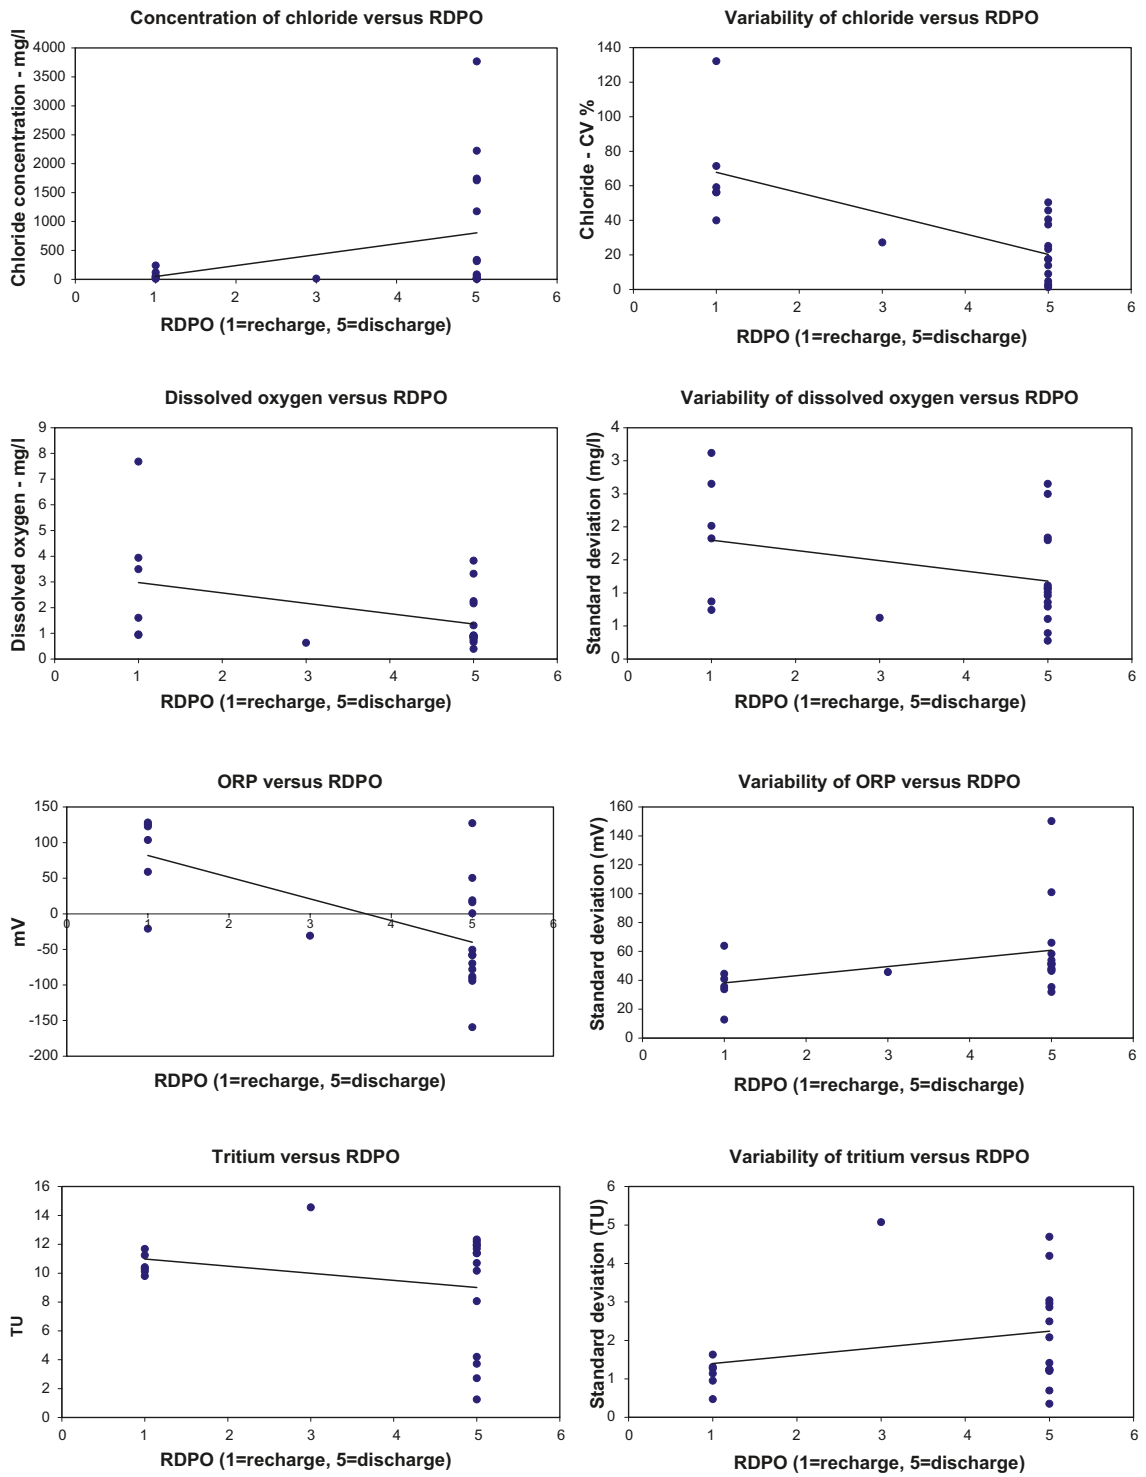 Concentration of chloride versus RDPO
Chloride concentration - mg/l
4000
3500
3000
2500
2000
1500
1000
500
0
0 1 2 3 4 5 6
RDPO (1=recharge, 5=discharge)
Variability of chloride versus RDPO
Chloride - CV %
140
120
100
80
60
40
20
0
0 1 2 3 4 5 6
RDPO (1=recharge, 5=discharge)
Dissolved oxygen versus RDPO
Dissolved oxygen - mg/l
9
8
7
6
5
4
3
2
1
0
0 1 2 3 4 5 6
RDPO (1=recharge, 5=discharge)
Variability of dissolved oxygen versus RDPO
Standard deviation (mg/l)
4
3
3
2
2
1
1
0
0 1 2 3 4 5 6
RDPO (1=recharge, 5=discharge)
ORP versus RDPO
mV
150
100
50
0
-50
-100
-150
-200
0 1 2 3 4 5 6
RDPO (1=recharge, 5=discharge)
Variability of ORP versus RDPO
Standard deviation (mV)
160
140
120
100
80
60
40
20
0
0 1 2 3 4 5 6
RDPO (1=recharge, 5=discharge)
Tritium versus RDPO
TU
16
14
12
10
8
6
4
2
0
0 1 2 3 4 5 6
RDPO (1=recharge, 5=discharge)
Variability of tritium versus RDPO
Standard deviation (TU)
6
5
4
3
2
1
0
0 1 2 3 4 5 6
RDPO (1=recharge, 5=discharge)